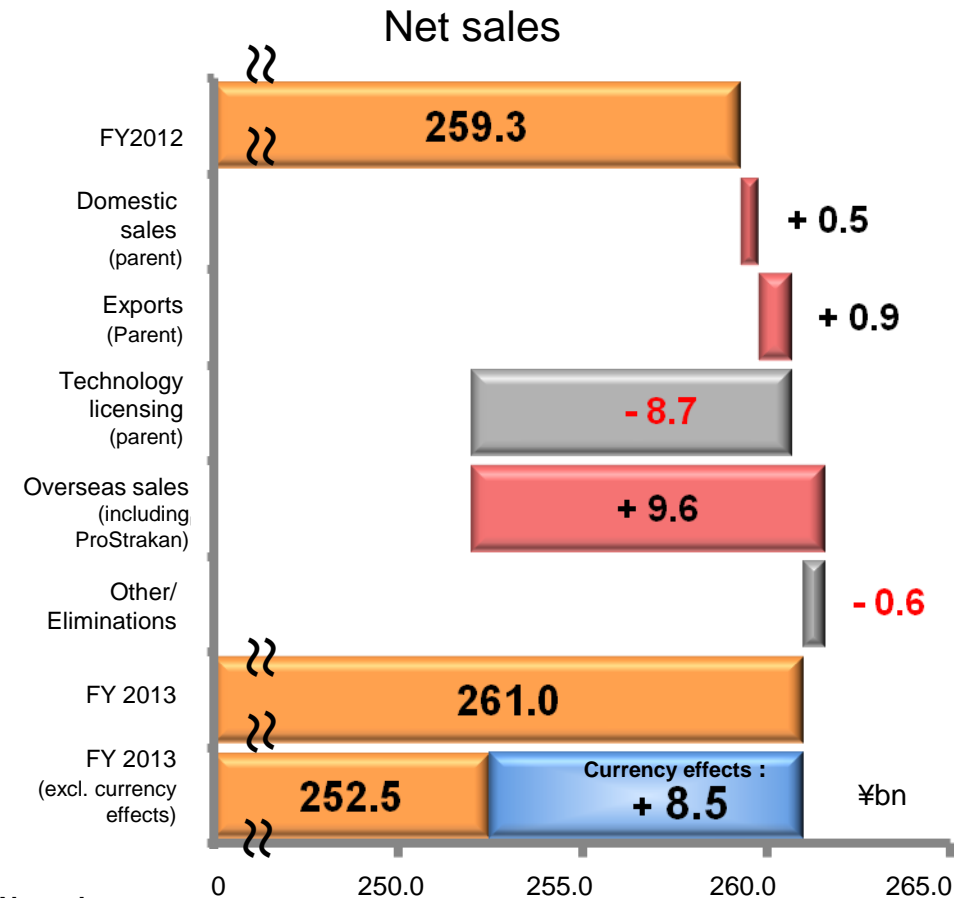 Net sales
FY2012
259.3
Domestic
sales
(parent)
+ 0.5
Exports
(Parent)
+ 0.9
Technology
licensing
(parent)
- 8.7
Overseas sales
(including
ProStrakan)
+ 9.6
Other/
Eliminations
- 0.6
FY 2013
261.0
FY 2013
(excl. currency
effects)
252.5
Currency effects :
+ 8.5
¥bn
0 250.0 255.0 260.0 265.0